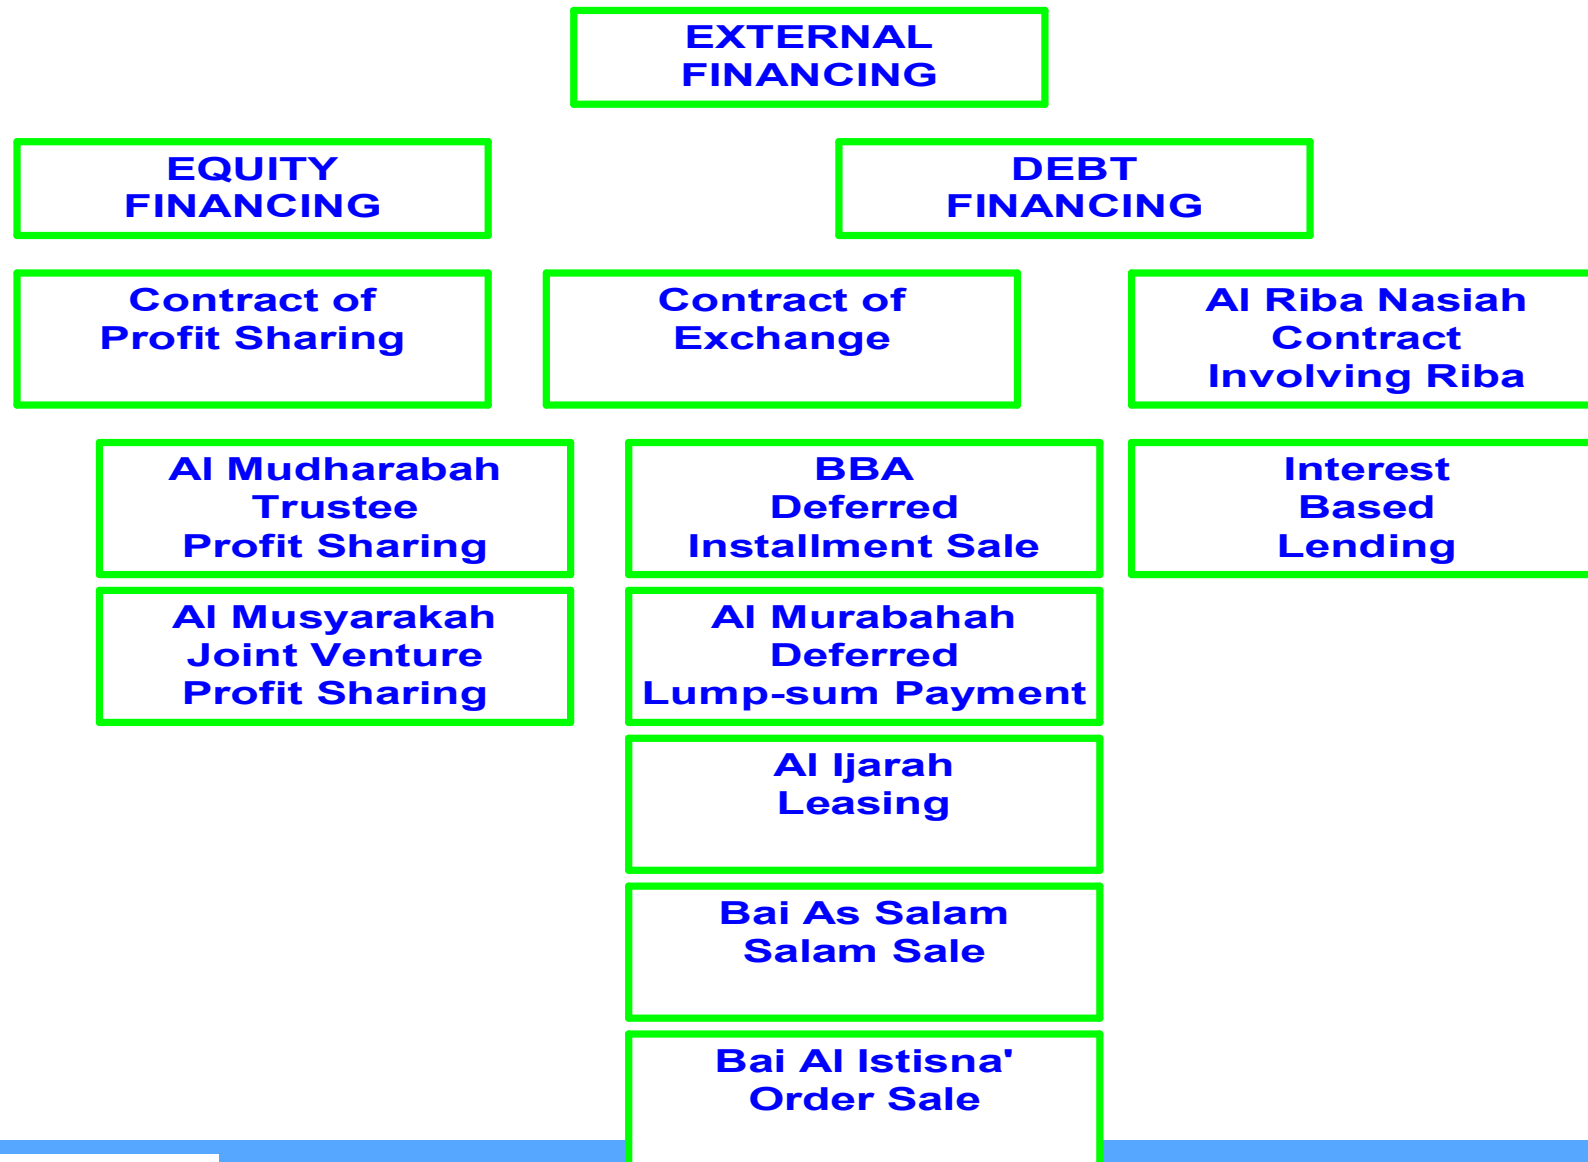 EXTERNAL
FINANCING
EQUITY
FINANCING
DEBT
FINANCING
Contract of
Profit Sharing
Contract of
Exchange
Al Riba Nasiah
Contract
Involving Riba
Al Mudharabah
Trustee
Profit Sharing
BBA
Deferred
Installment Sale
Interest
Based
Lending
Al Musyarakah
Joint Venture
Profit Sharing
Al Murabahah
Deferred
Lump-sum Payment
Al Ijarah
Leasing
Bai As Salam
Salam Sale
Bai Al Istisna'
Order Sale